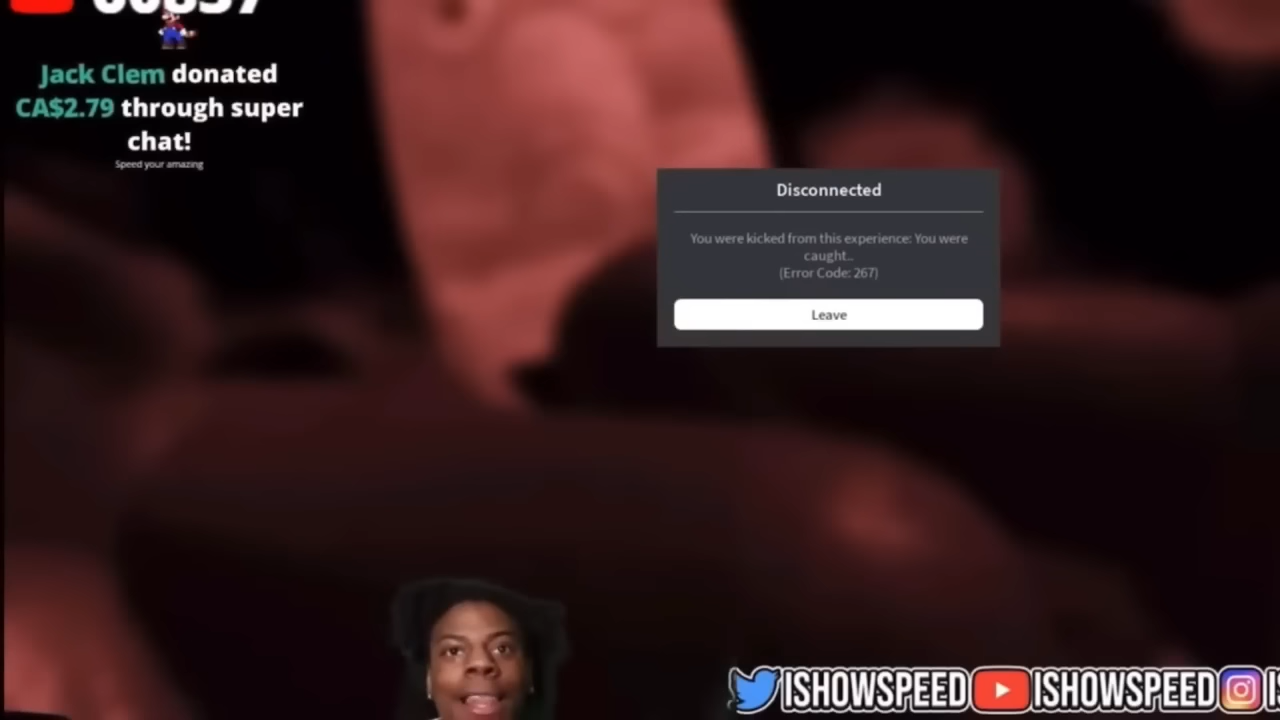 Jack Clem donated
CA$2.79 through super
chat!
Speed your amazing
Disconnected
You were kicked from this experience: You were
caught..
(Error Code: 267)
Leave
ISHOWSPEED ISHOWSPEED